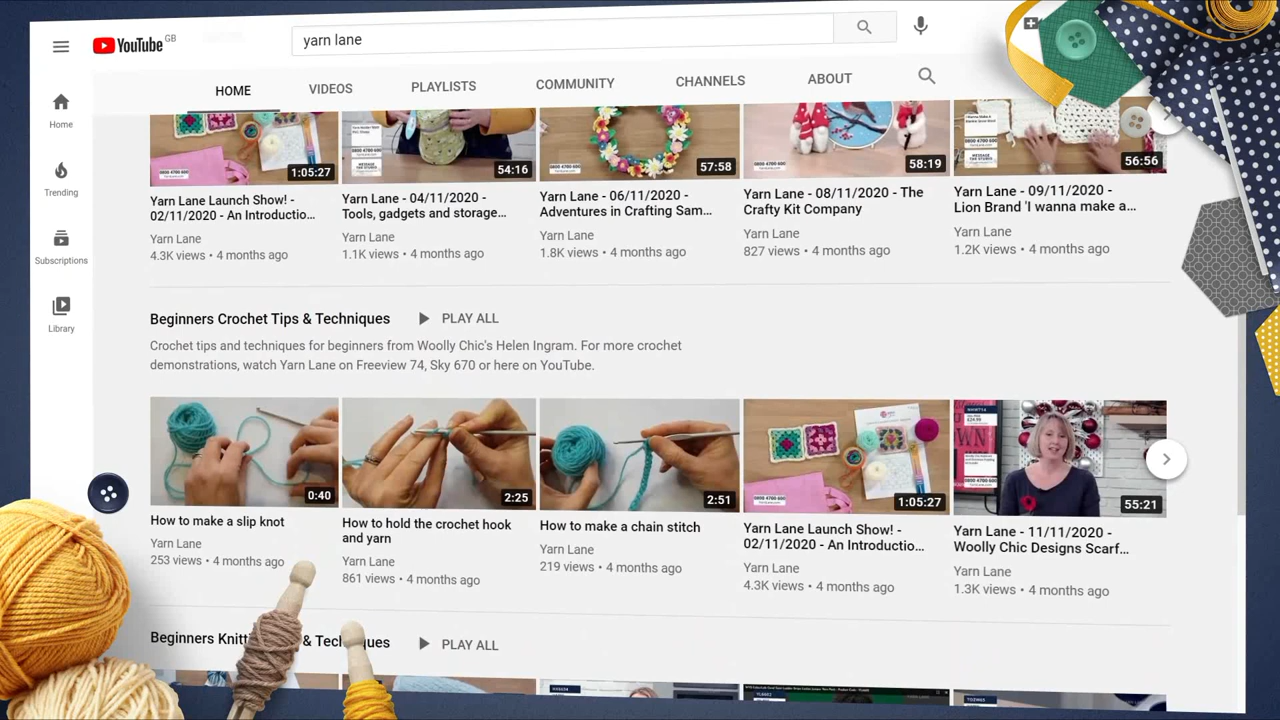 YouTube GB
yarn lane
HOME VIDEOS PLAYLISTS COMMUNITY CHANNELS ABOUT
Home
Trending
Subscriptions
Library
1:05:27
54:16
57:58
58:19
56:56
0800 4700 600
Yarn Lane Launch Show! -
02/11/2020 - An Introductio...
Yarn Lane
4.3K views • 4 months ago
Yarn Lane - 04/11/2020 -
Tools, gadgets and storage...
Yarn Lane
1.1K views • 4 months ago
Yarn Lane - 06/11/2020 -
Adventures in Crafting Sam...
Yarn Lane
1.8K views • 4 months ago
Yarn Lane - 08/11/2020 - The
Crafty Kit Company
Yarn Lane
827 views • 4 months ago
Yarn Lane - 09/11/2020 -
Lion Brand 'I wanna make a...
Yarn Lane
1.2K views • 4 months ago
Beginners Crochet Tips & Techniques
PLAY ALL
Crochet tips and techniques for beginners from Woolly Chic's Helen Ingram. For more crochet
demonstrations, watch Yarn Lane on Freeview 74, Sky 670 or here on YouTube.
0:40
2:25
2:51
0800 4700 600
1:05:27
£24.99
55:21
How to make a slip knot
Yarn Lane
253 views • 4 months ago
How to hold the crochet hook
and yarn
Yarn Lane
861 views • 4 months ago
How to make a chain stitch
Yarn Lane
219 views • 4 months ago
Yarn Lane Launch Show! -
02/11/2020 - An Introductio...
Yarn Lane
4.3K views • 4 months ago
Yarn Lane - 11/11/2020 -
Woolly Chic Designs Scarf...
Yarn Lane
1.3K views • 4 months ago
Beginners Knitti & Techniques
PLAY ALL